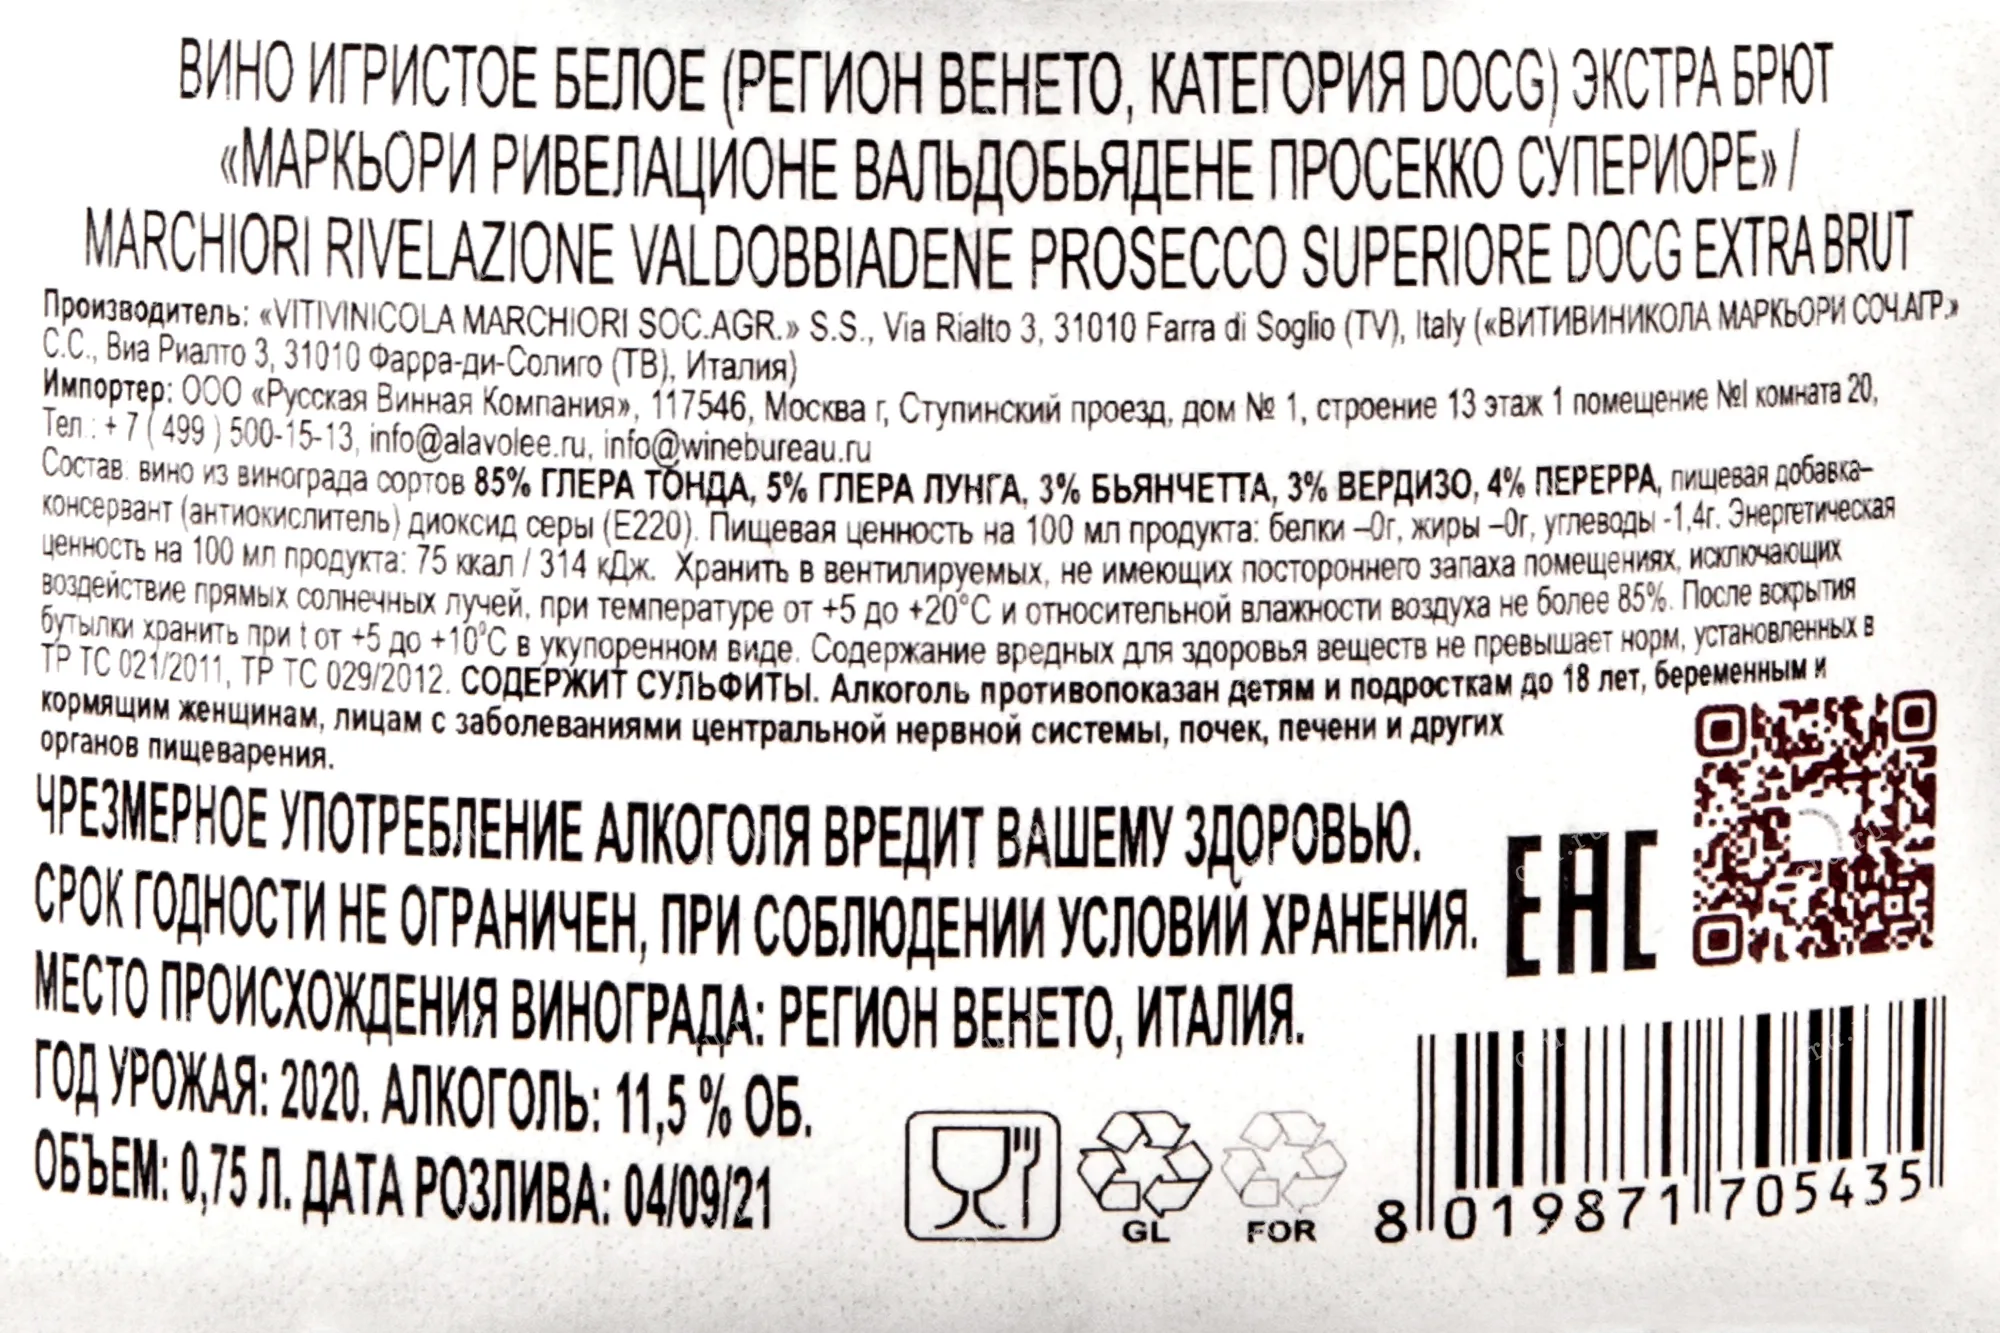 ВИНО ИГРИСТОЕ БЕЛОЕ (РЕГИОН ВЕНЕТО, КАТЕГОРИЯ DOCG) ЭКСТРА БРЮТ
«МАРКЬОРИ РИВЕЛАЦИОНЕ ВАЛЬДОБЬЯДЕНЕ ПРОСЕККО СУПЕРИОРЕ» /
MARCHIORI RIVELAZIONE VALDOBBIADENE PROSECCO SUPERIORE DOCG EXTRA BRUT
Производитель: «VITIVINICOLA MARCHIORI SOC.AGR.» S.S., Via Rialto 3, 31010 Farra di Soglio (TV), Italy («ВИТИВИНИКОЛА МАРКЬОРИ СОЧ.АГР.»
С.С., Виа Риалто 3, 31010 Фарра-ди-Солиго (ТВ), Италия)
Импортер: ООО «Русская Винная Компания», 117546, Москва г, Ступинский проезд, дом № 1, строение 13 этаж 1 помещение №I комната 20,
Тел.: + 7 ( 499 ) 500-15-13, info@alavolee.ru, info@winebureau.ru
Состав: вино из винограда сортов 85% ГЛЕРА ТОНДА, 5% ГЛЕРА ЛУНГА, 3% БЬЯНЧЕТТА, 3% ВЕРДИЗО, 4% ПЕРЕРРА, пищевая добавка–
консервант (антиокислитель) диоксид серы (Е220). Пищевая ценность на 100 мл продукта: белки –0г, жиры –0г, углеводы -1,4г. Энергетическая
ценность на 100 мл продукта: 75 ккал / 314 кДж. Хранить в вентилируемых, не имеющих постороннего запаха помещениях, исключающих
воздействие прямых солнечных лучей, при температуре от +5 до +20°C и относительной влажности воздуха не более 85%. После вскрытия
бутылки хранить при t от +5 до +10°C в укупоренном виде. Содержание вредных для здоровья веществ не превышает норм, установленных в
ТР ТС 021/2011, ТР ТС 029/2012. СОДЕРЖИТ СУЛЬФИТЫ. Алкоголь противопоказан детям и подросткам до 18 лет, беременным и
кормящим женщинам, лицам с заболеваниями центральной нервной системы, почек, печени и других
органов пищеварения.
ЧРЕЗМЕРНОЕ УПОТРЕБЛЕНИЕ АЛКОГОЛЯ ВРЕДИТ ВАШЕМУ ЗДОРОВЬЮ.
СРОК ГОДНОСТИ НЕ ОГРАНИЧЕН, ПРИ СОБЛЮДЕНИИ УСЛОВИЙ ХРАНЕНИЯ.
МЕСТО ПРОИСХОЖДЕНИЯ ВИНОГРАДА: РЕГИОН ВЕНЕТО, ИТАЛИЯ.
ГОД УРОЖАЯ: 2020. АЛКОГОЛЬ: 11,5 % ОБ.
ОБЪЕМ: 0,75 Л. ДАТА РОЗЛИВА: 04/09/21
EAC
GL
FOR
8 019871 705435